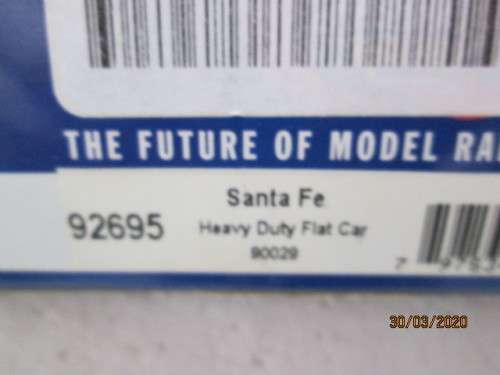 THE FUTURE OF MODEL RA
Santa Fe
92695
Heavy Duty Flat Car
90029
30/03/2020